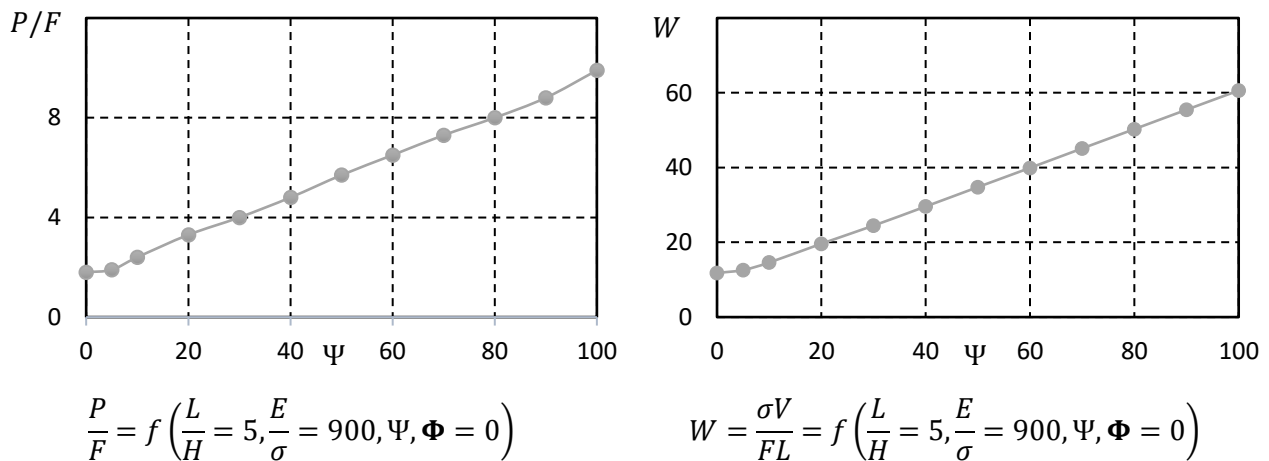 P/F
8
4
0
0 20 40 Ψ 60 80 100
P/F = f(L/H = 5, E/σ = 900, Ψ, Φ = 0)
W
60
40
20
0
0 20 40 Ψ 60 80 100
W = σV/FL = f(L/H = 5, E/σ = 900, Ψ, Φ = 0)